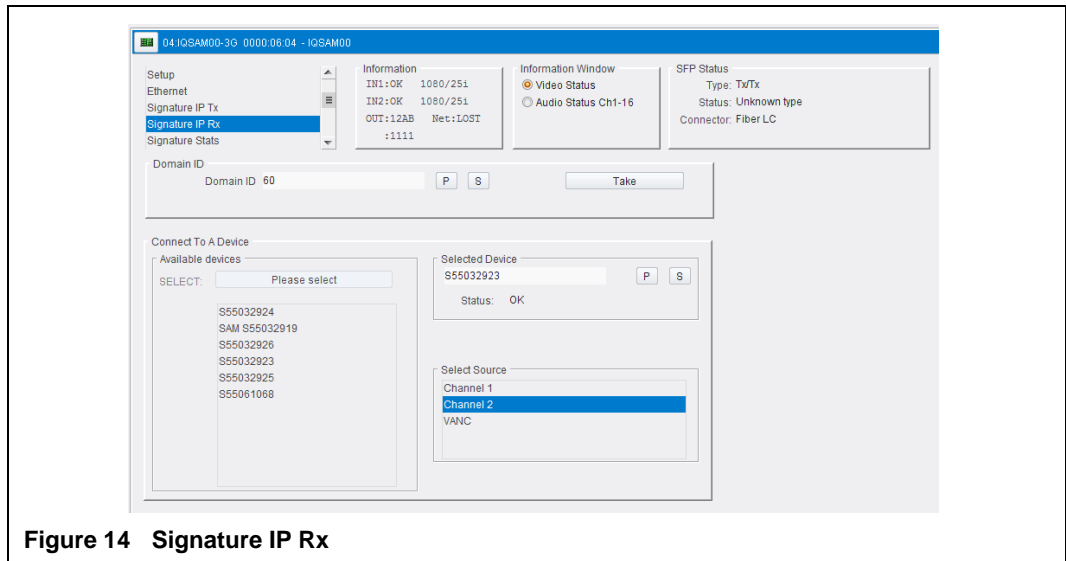 04:IQSAM00-3G 0000:06:04 - IQSAM00
Setup
Ethernet
Signature IP Tx
Signature IP Rx
Signature Stats
Information
IN1:OK 1080/25i
IN2:OK 1080/25i
OUT:12AB Net:LOST
:1111
Information Window
Video Status
Audio Status Ch1-16
SFP Status
Type: Tx/Tx
Status: Unknown type
Connector: Fiber LC
Domain ID
Domain ID 60 P S Take
Connect To A Device
Available devices
SELECT: Please select
S55032924
SAM S55032919
S55032926
S55032923
S55032925
S55061068
Selected Device
S55032923 P S
Status: OK
Select Source
Channel 1
Channel 2
VANC
Figure 14 Signature IP Rx